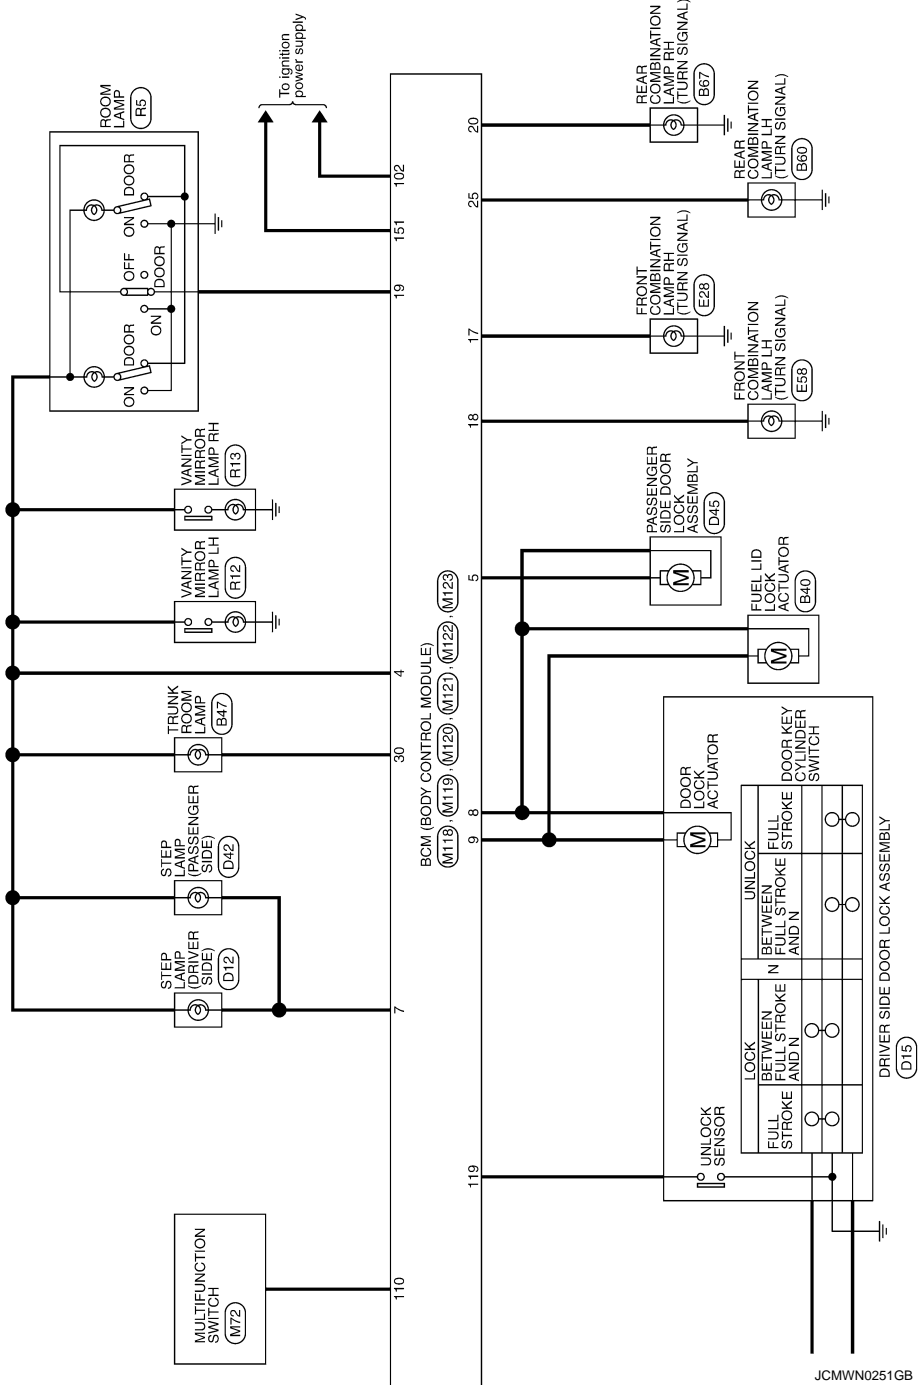 MULTIFUNCTION
SWITCH
M72
STEP
LAMP
(DRIVER
SIDE)
D12
STEP
LAMP
(PASSENGER
SIDE)
D42
TRUNK
ROOM
LAMP
B47
VANITY
MIRROR
LAMP LH
R12
VANITY
MIRROR
LAMP RH
R13
ROOM
LAMP
R5
ON
DOOR
ON
DOOR
OFF
ON
DOOR
To ignition
power supply
110
7
30
4
19
151
102
BCM (BODY CONTROL MODULE)
M118 , M119 , M120 , M121 , M122 , M123
119
9
8
5
18
17
25
20
UNLOCK
SENSOR
DOOR
LOCK
ACTUATOR
M
DOOR KEY
CYLINDER
SWITCH
LOCK
N
UNLOCK
FULL
STROKE
BETWEEN
FULL STROKE
AND N
BETWEEN
FULL STROKE
AND N
FULL
STROKE
DRIVER SIDE DOOR LOCK ASSEMBLY
D15
FUEL LID
LOCK
ACTUATOR
B40
M
PASSENGER
SIDE DOOR
LOCK
ASSEMBLY
D45
M
FRONT
COMBINATION
LAMP LH
(TURN SIGNAL)
E58
FRONT
COMBINATION
LAMP RH
(TURN SIGNAL)
E28
REAR
COMBINATION
LAMP LH
(TURN SIGNAL)
B60
REAR
COMBINATION
LAMP RH
(TURN SIGNAL)
B67
JCMWN0251GB